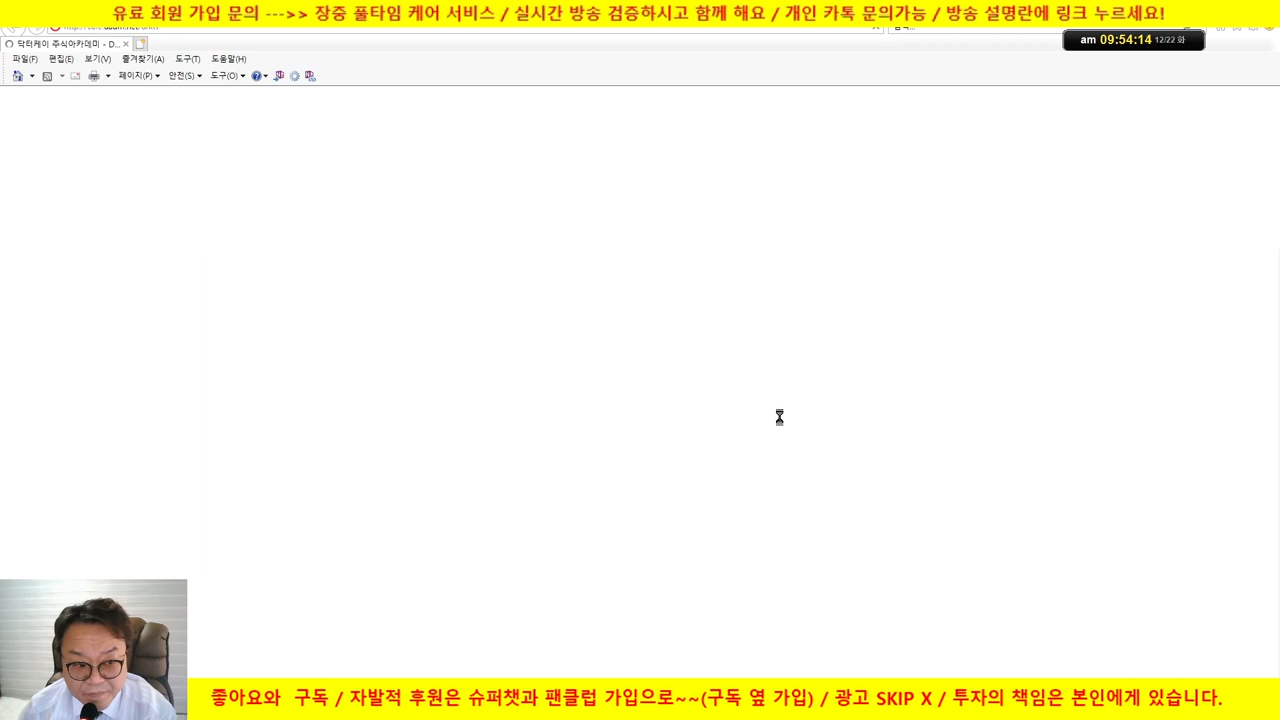 유료 회원 가입 문의 --->> 장중 풀타임 케어 서비스 / 실시간 방송 검증하시고 함께 해요 / 개인 카톡 문의가능 / 방송 설명란에 링크 누르세요!
닥터케이 주식아카데미 - D...
am 09:54:14 12/22 화
파일(F) 편집(E) 보기(V) 즐겨찾기(A) 도구(T) 도움말(H)
페이지(P) 안전(S) 도구(O)
좋아요와 구독 / 자발적 후원은 슈퍼챗과 팬클럽 가입으로~~(구독 옆 가입) / 광고 SKIP X / 투자의 책임은 본인에게 있습니다.